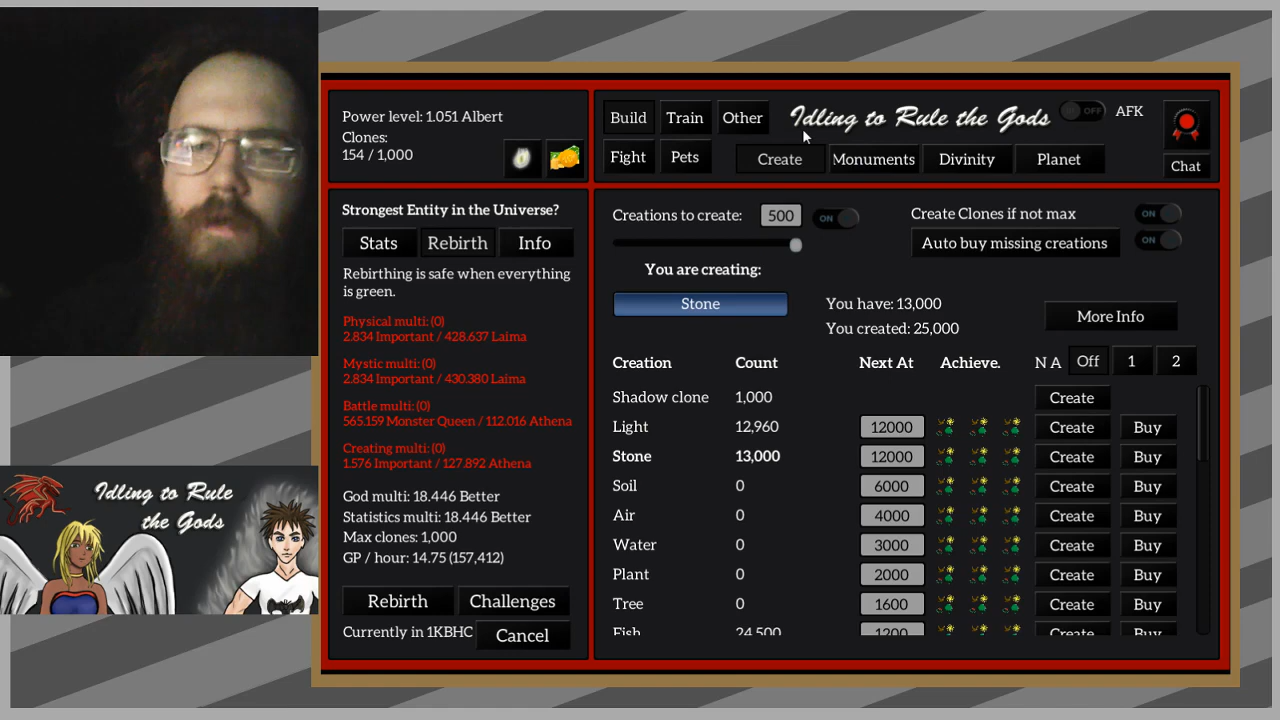 Power level: 1.051 Albert
Clones:
154 / 1,000
Build
Train
Other
Idling to Rule the Gods
OFF
AFK
Fight
Pets
Create
Monuments
Divinity
Planet
Chat
Strongest Entity in the Universe?
Stats
Rebirth
Info
Rebirthing is safe when everything
is green.
Physical multi: (0)
2.834 Important / 428.637 Laima
Mystic multi: (0)
2.834 Important / 430.380 Laima
Battle multi: (0)
565.159 Monster Queen / 112.016 Athena
Creating multi: (0)
1.576 Important / 127.892 Athena
God multi: 18.446 Better
Statistics multi: 18.446 Better
Max clones: 1,000
GP / hour: 14.75 (157,412)
Rebirth
Challenges
Currently in 1KBHC
Cancel
Creations to create:
500
ON
Create Clones if not max
ON
Auto buy missing creations
ON
You are creating:
Stone
You have: 13,000
You created: 25,000
More Info
Creation Count Next At Achieve. N A Off 1 2
Shadow clone 1,000 Create
Light 12,960 12000 Create Buy
Stone 13,000 12000 Create Buy
Soil 0 6000 Create Buy
Air 0 4000 Create Buy
Water 0 3000 Create Buy
Plant 0 2000 Create Buy
Tree 0 1600 Create Buy
Fish 24,500 1200 Create Buy
Idling to Rule
the Gods